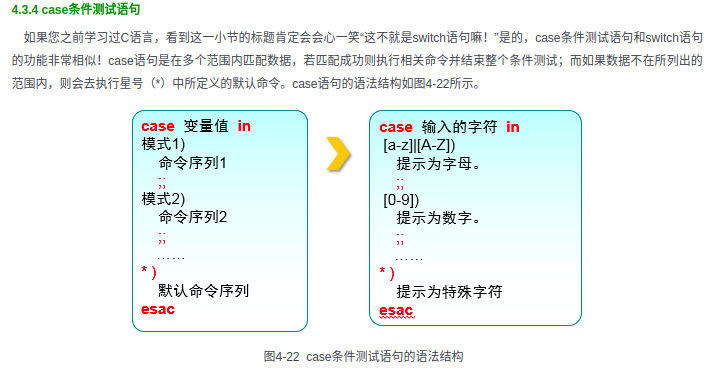 4.3.4 case条件测试语句
如果您之前学习过C语言，看到这一小节的标题肯定会会心一笑“这不就是switch语句嘛！”是的，case条件测试语句和switch语句
的功能非常相似！case语句是在多个范围内匹配数据，若匹配成功则执行相关命令并结束整个条件测试；而如果数据不在所列出的
范围内，则会去执行星号（*）中所定义的默认命令。case语句的语法结构如图4-22所示。
case 变量值 in
模式1)
命令序列1
;;
模式2)
命令序列2
;;
……
* )
默认命令序列
esac
case 输入的字符 in
[a-z]|[A-Z])
提示为字母。
;;
[0-9])
提示为数字。
;;
……
* )
提示为特殊字符
esac
图4-22 case条件测试语句的语法结构